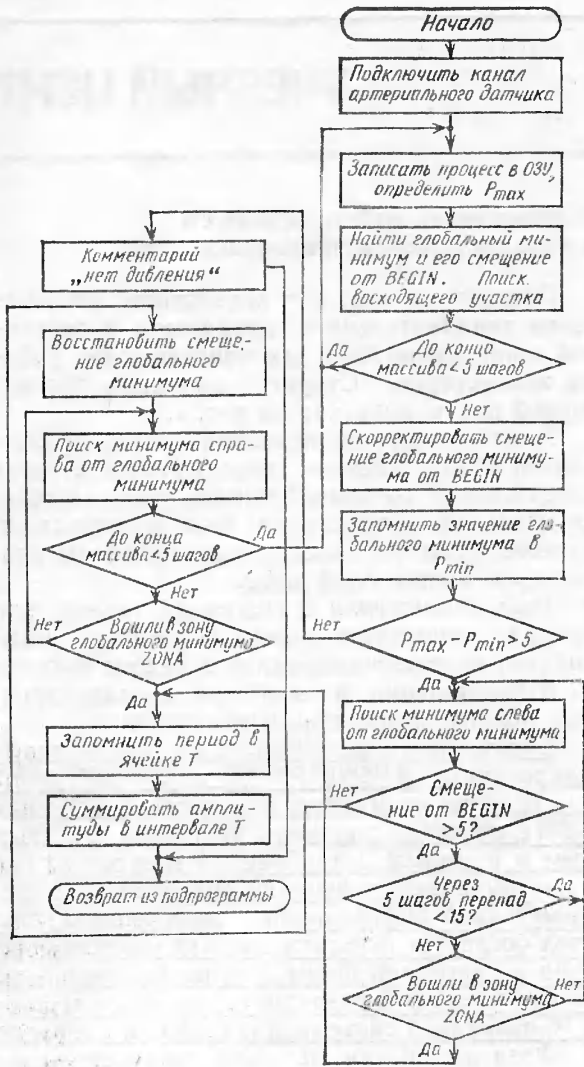 Начало
Подключить канал
артериального датчика
Записать процесс в ОЗУ,
определить Pmax
Найти глобальный ми-
нимум и его смещение
от BEGIN. Поиск
восходящего участка
Да
До конца
массива < 5 шагов
Нет
Скорректировать смеще-
ние глобального миниму-
ма от BEGIN
Запомнить значение гло-
бального минимума в
Pmin
Нет
Pmax – Pmin > 5
Да
Поиск минимума слева
от глобального минимума
Нет
Смеще-
ние от BEGIN
>5?
Да
Через
5 шагов перепад
<15?
Да
Нет
Вошли в зону
глобального минимума
ZONA
Нет
Да
Комментарий
„нет давления“
Восстановить смеще-
ние глобального
минимума
Поиск минимума спра-
ва от глобального
минимума
До конца
массива < 5 шагов
Да
Нет
Нет
Вошли в зону
глобального минимума
ZONA
Да
Запомнить период в
ячейке T
Суммировать ампли-
туды в интервале T
Возврат из подпрограммы